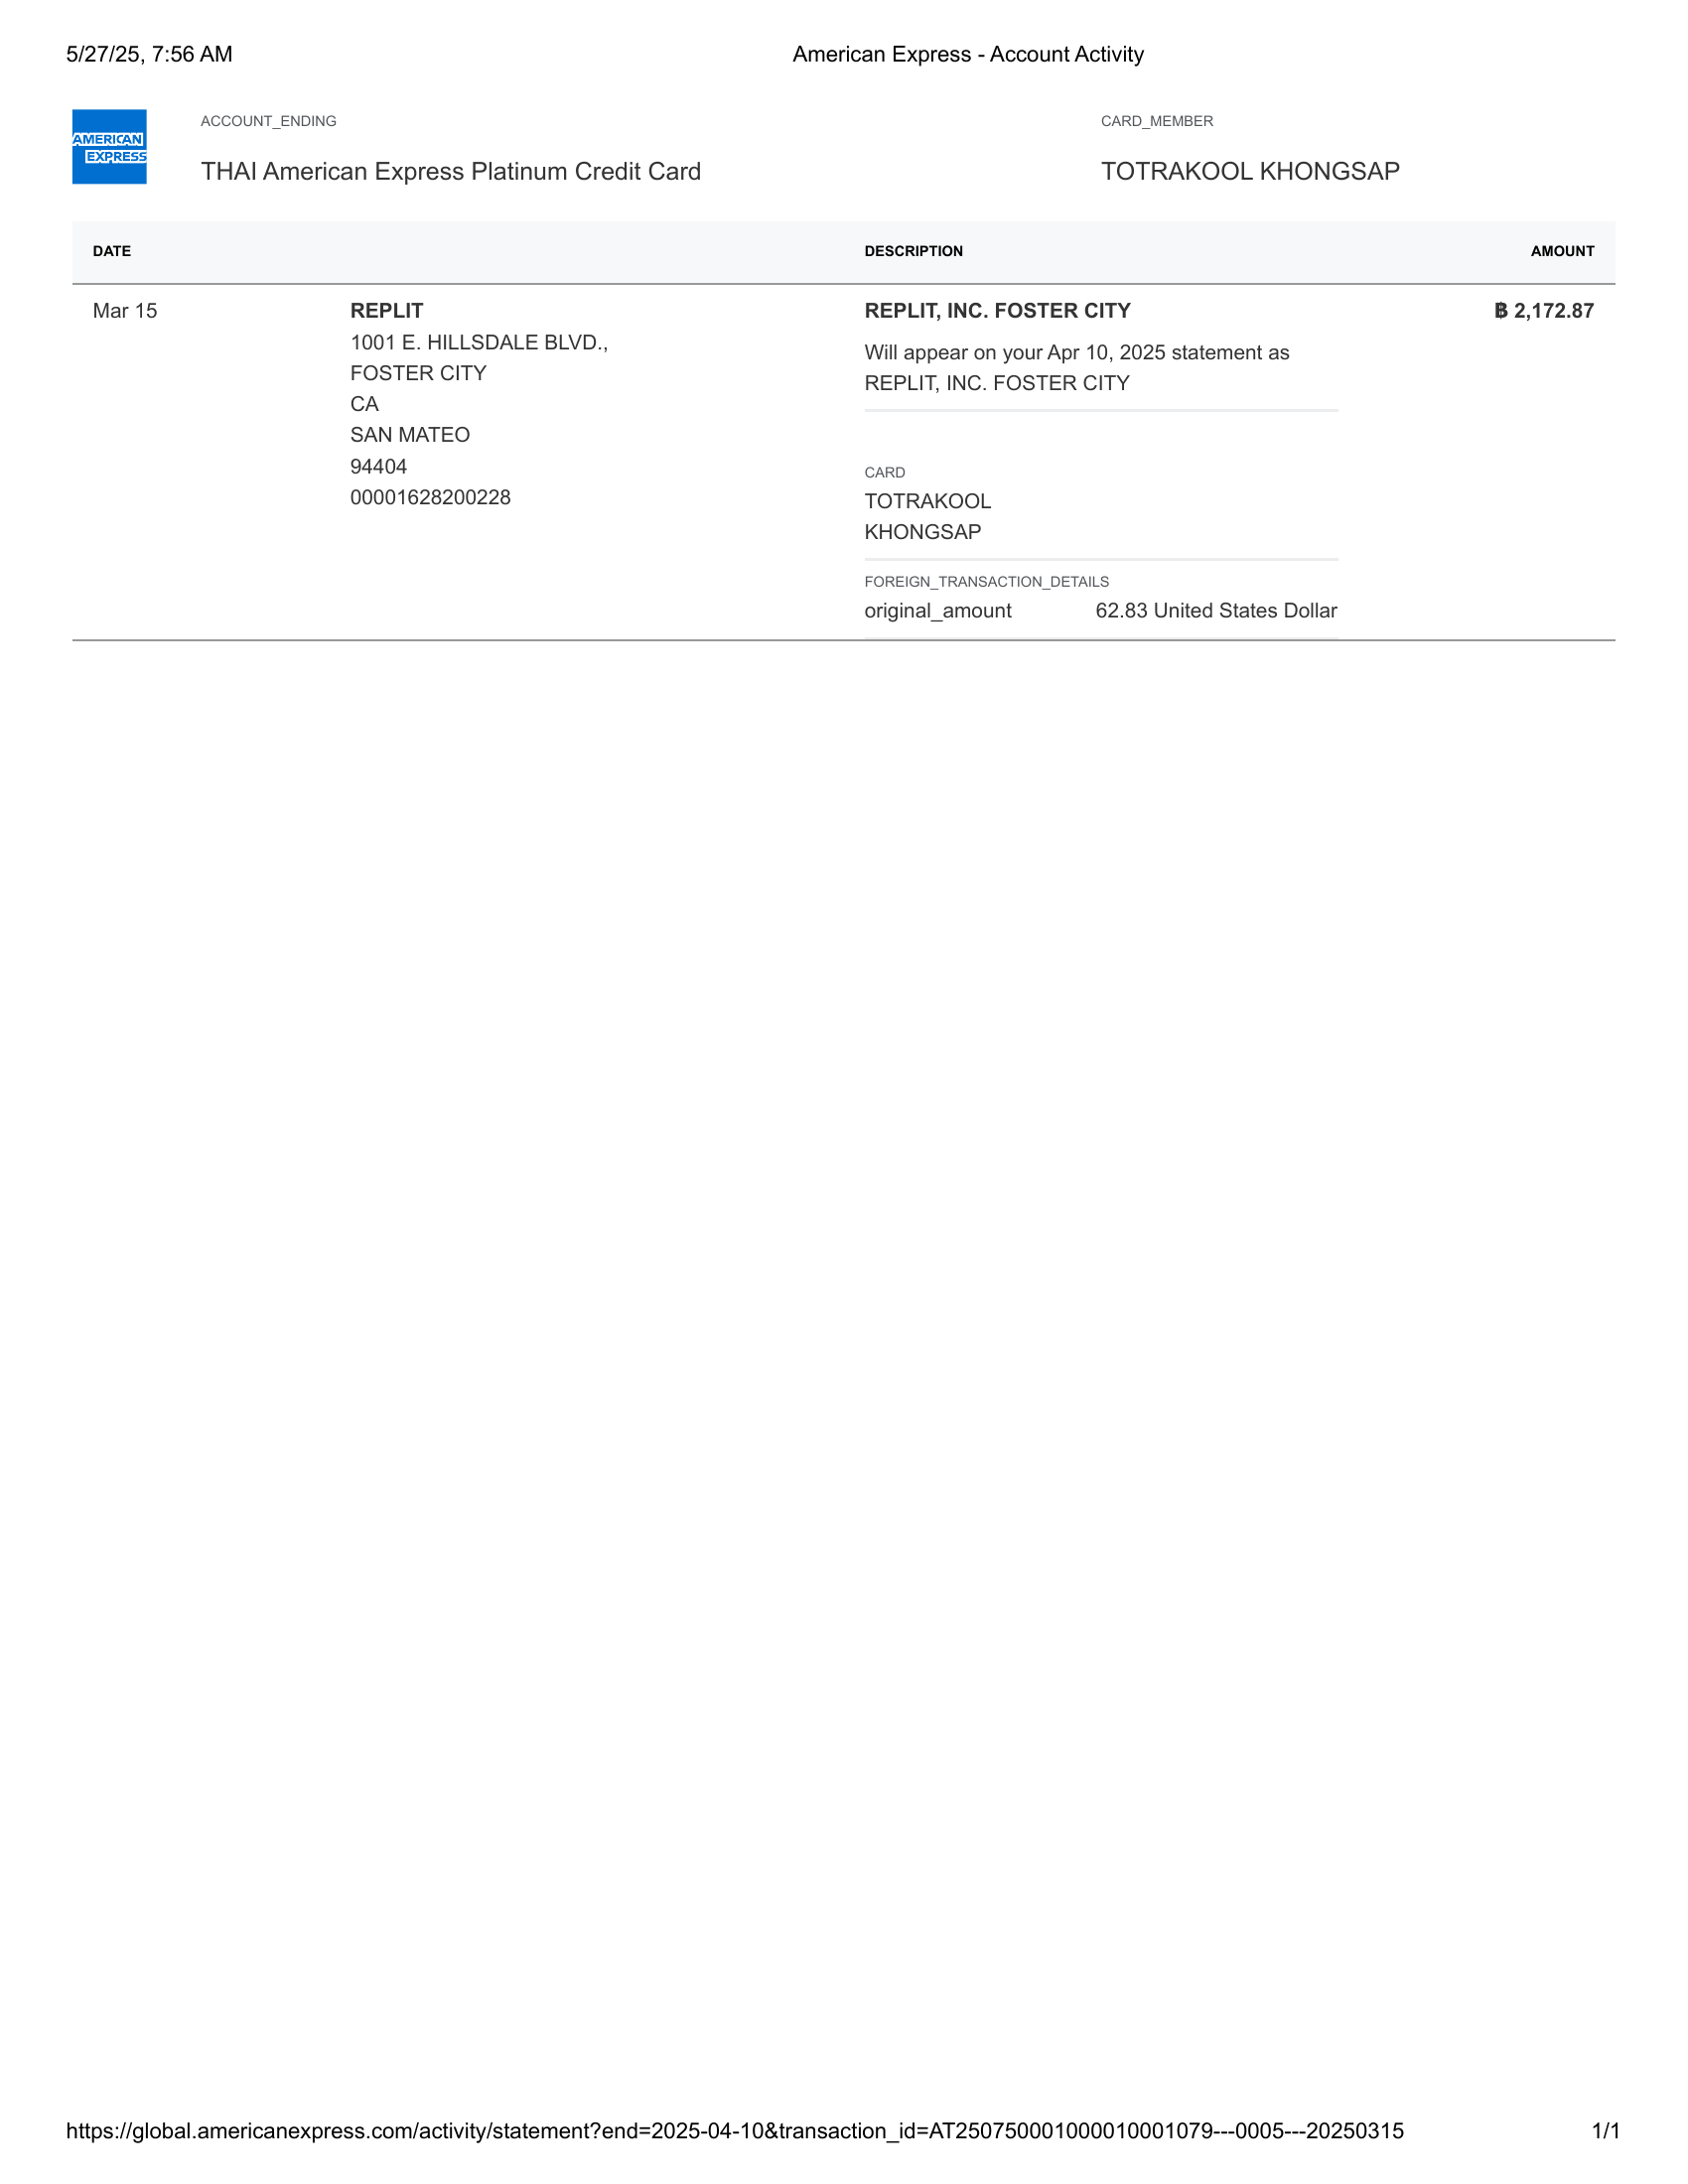 5/27/25, 7:56 AM
American Express - Account Activity
AMERICAN
EXPRESS
ACCOUNT_ENDING
CARD_MEMBER
THAI American Express Platinum Credit Card
TOTRAKOOL KHONGSAP
DATE
DESCRIPTION
AMOUNT
Mar 15
REPLIT
1001 E. HILLSDALE BLVD.,
FOSTER CITY
CA
SAN MATEO
94404
00001628200228
REPLIT, INC. FOSTER CITY
Will appear on your Apr 10, 2025 statement as
REPLIT, INC. FOSTER CITY
CARD
TOTRAKOOL
KHONGSAP
FOREIGN_TRANSACTION_DETAILS
original_amount 62.83 United States Dollar
฿ 2,172.87
https://global.americanexpress.com/activity/statement?end=2025-04-10&transaction_id=AT250750001000010001079---0005---20250315
1/1